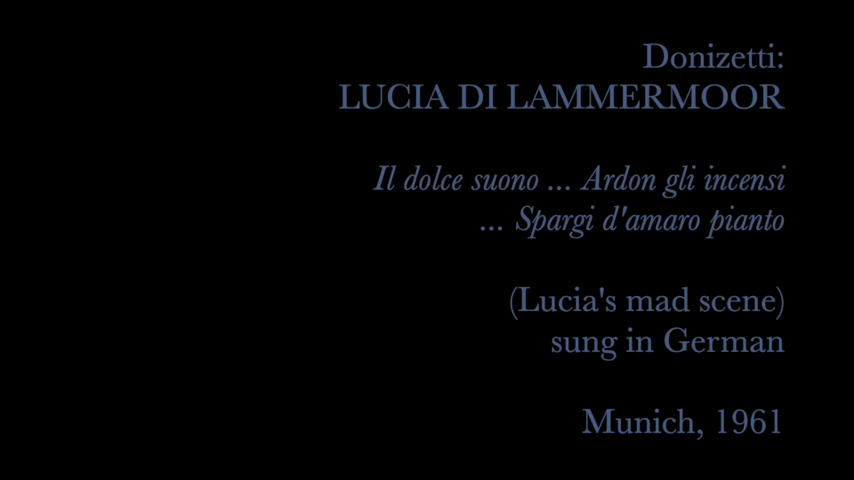 Donizetti:
LUCIA DI LAMMERMOOR
Il dolce suono ... Ardon gli incensi
... Spargi d'amaro pianto
(Lucia's mad scene)
sung in German
Munich, 1961